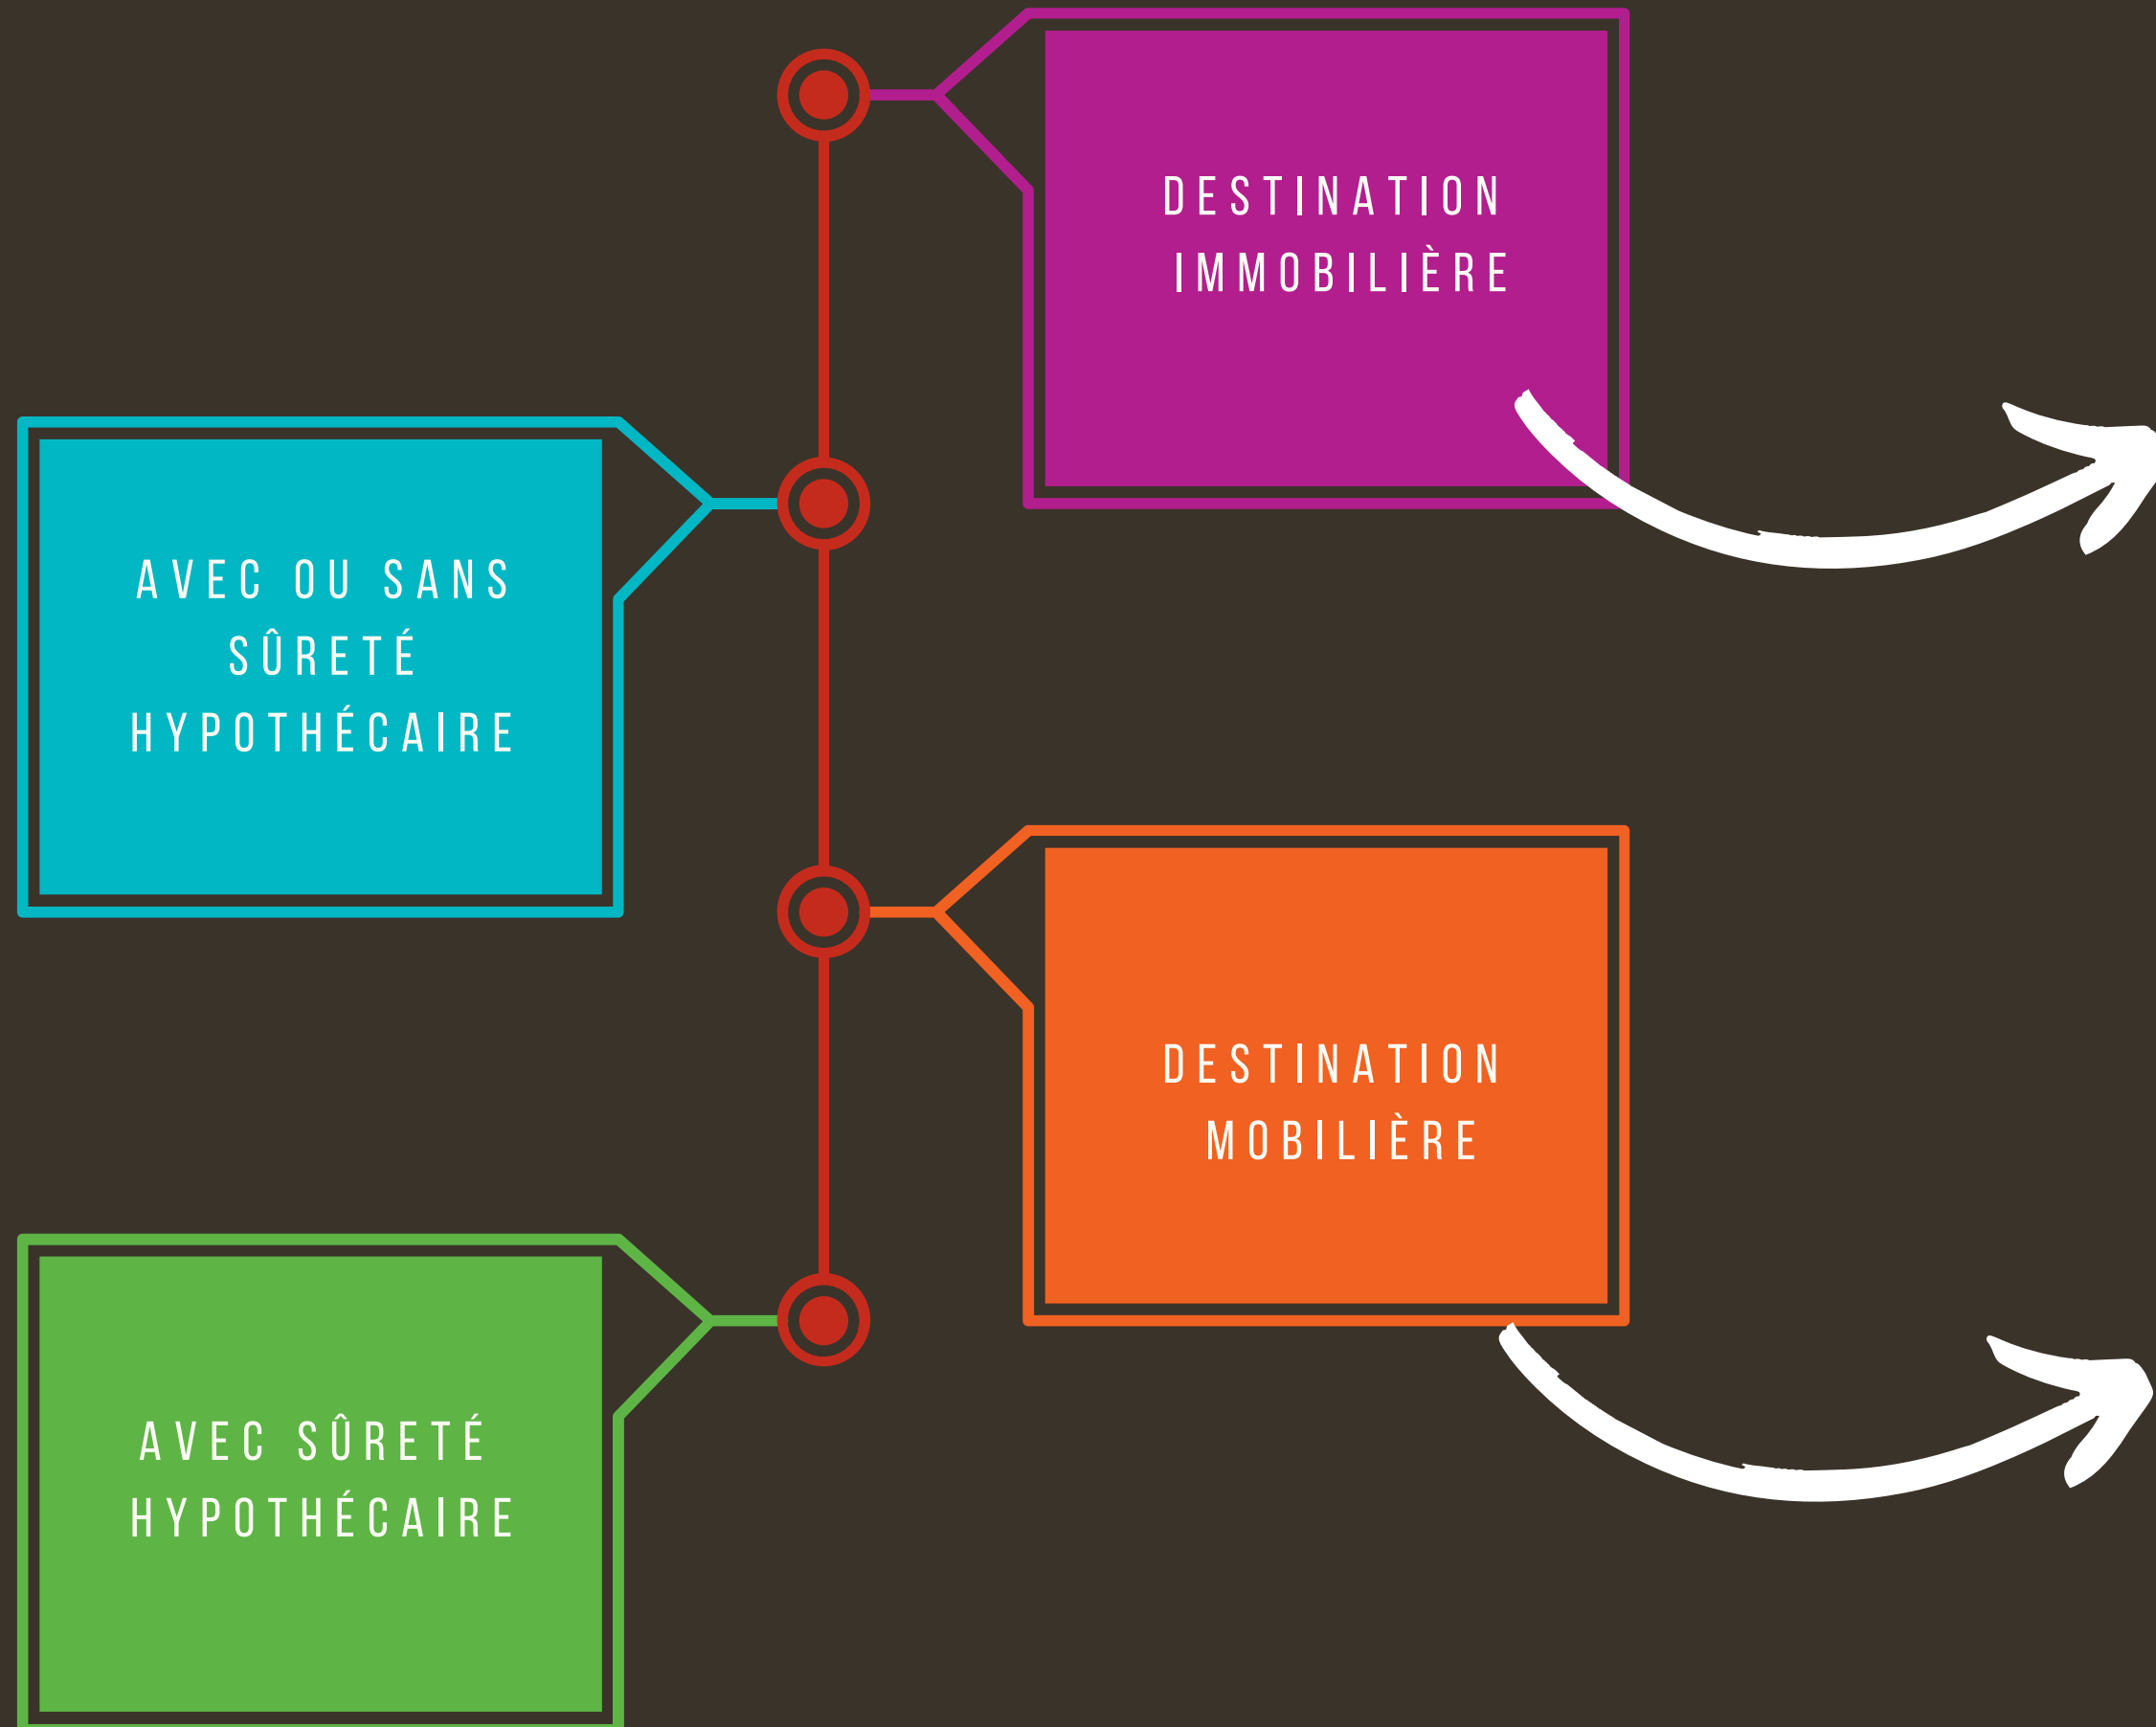 DESTINATION
IMMOBILIÈRE
AVEC OU SANS
SÛRETÉ
HYPOTHÉCAIRE
DESTINATION
MOBILIÈRE
AVEC SÛRETÉ
HYPOTHÉCAIRE